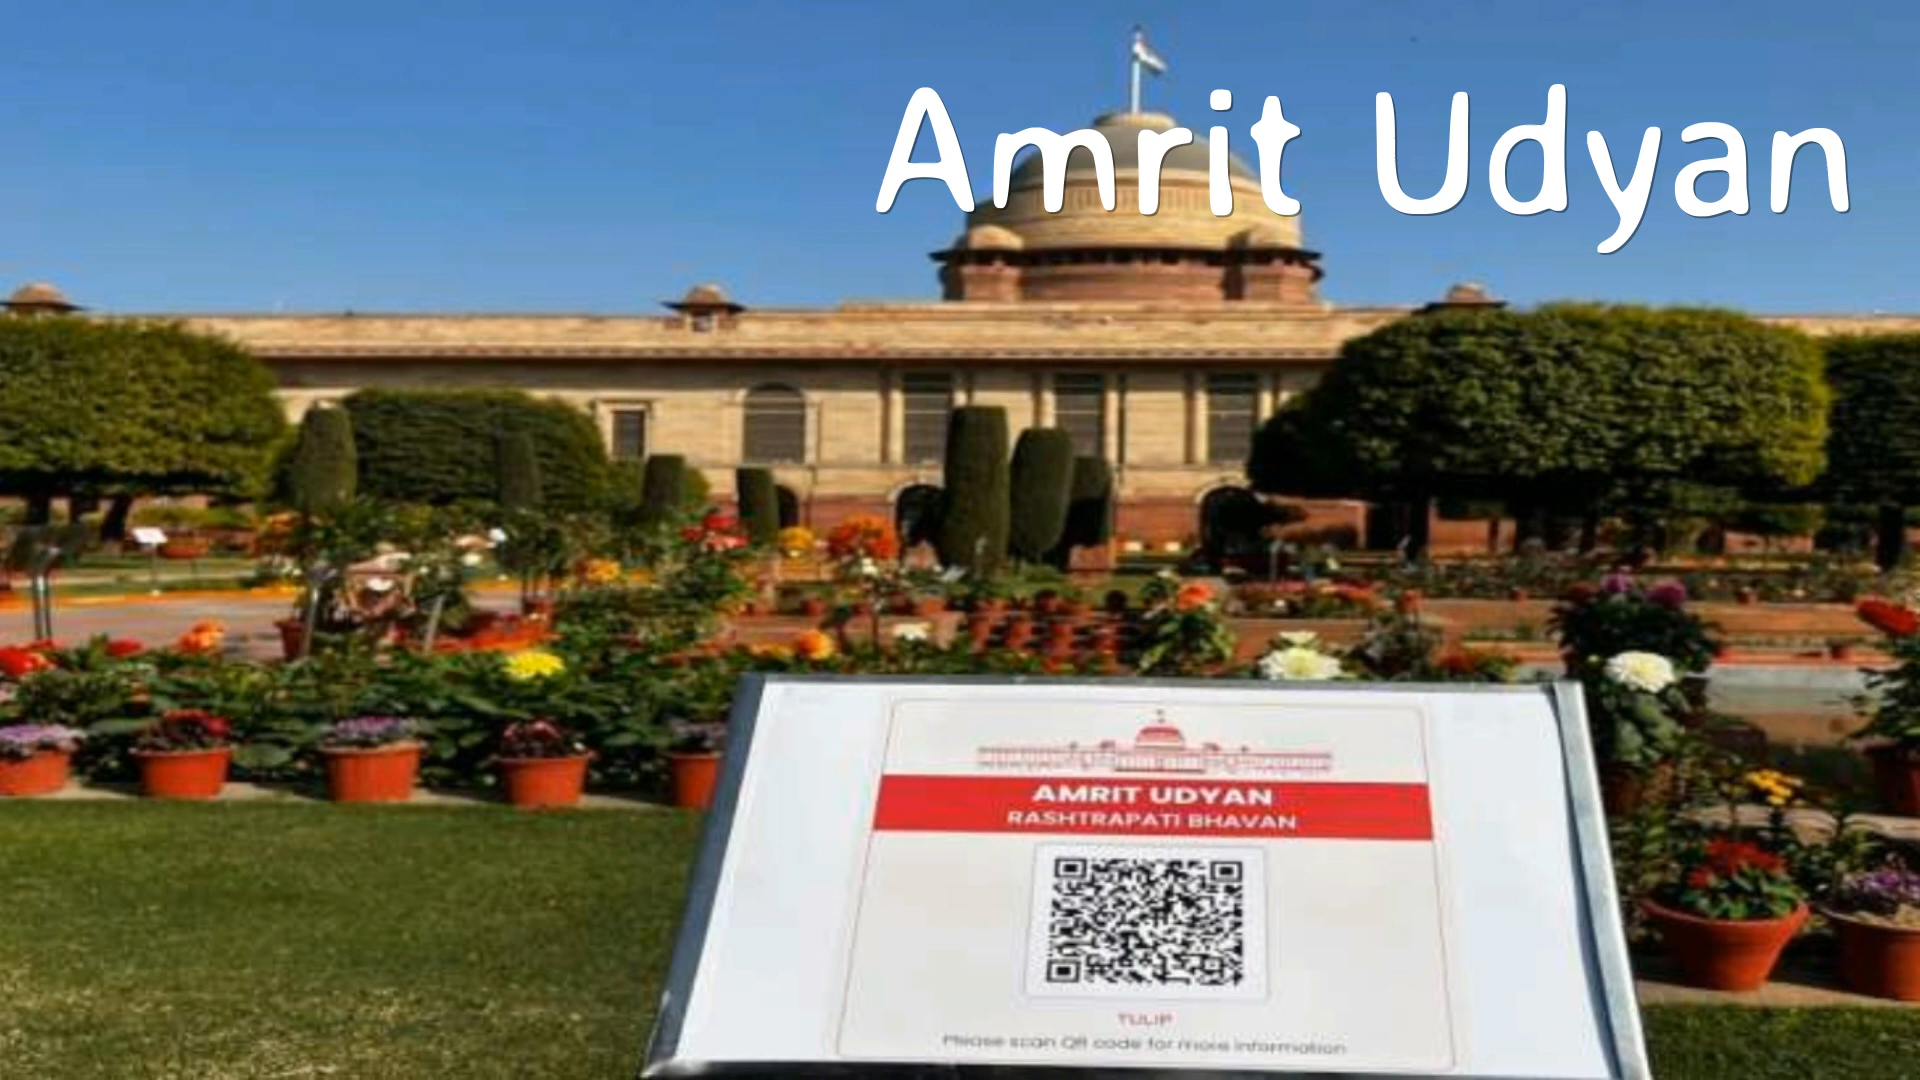 Amrit Udyan
AMRIT UDYAN
RASHTRAPATI BHAVAN
TULIP
Please scan QR code for more information